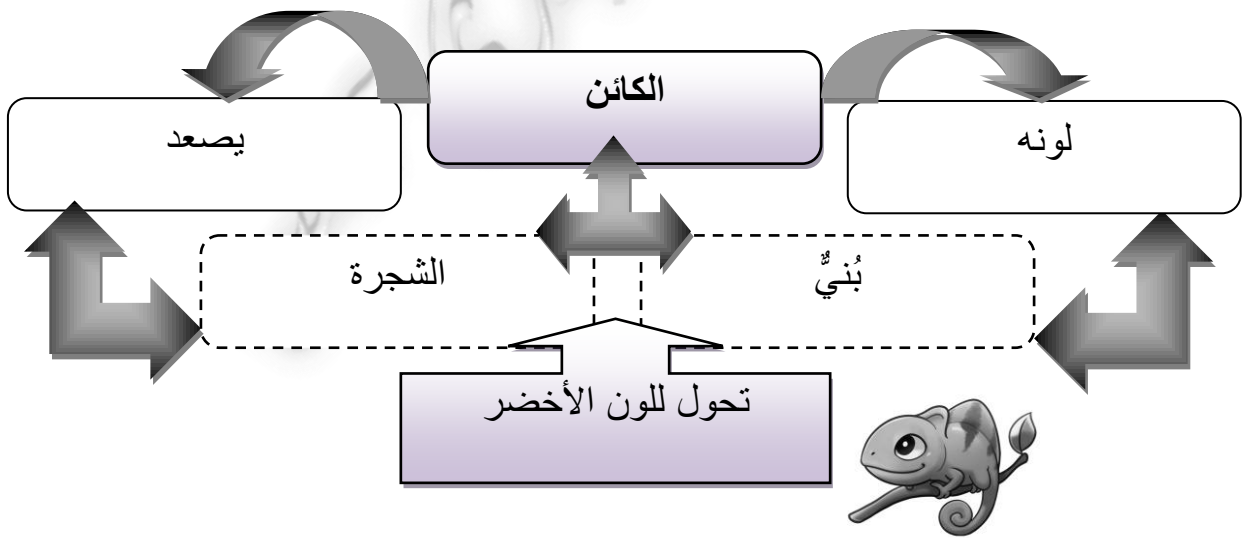 الكائن
لونه
يصعد
بُنيٌّ
الشجرة
تحول للون الأخضر